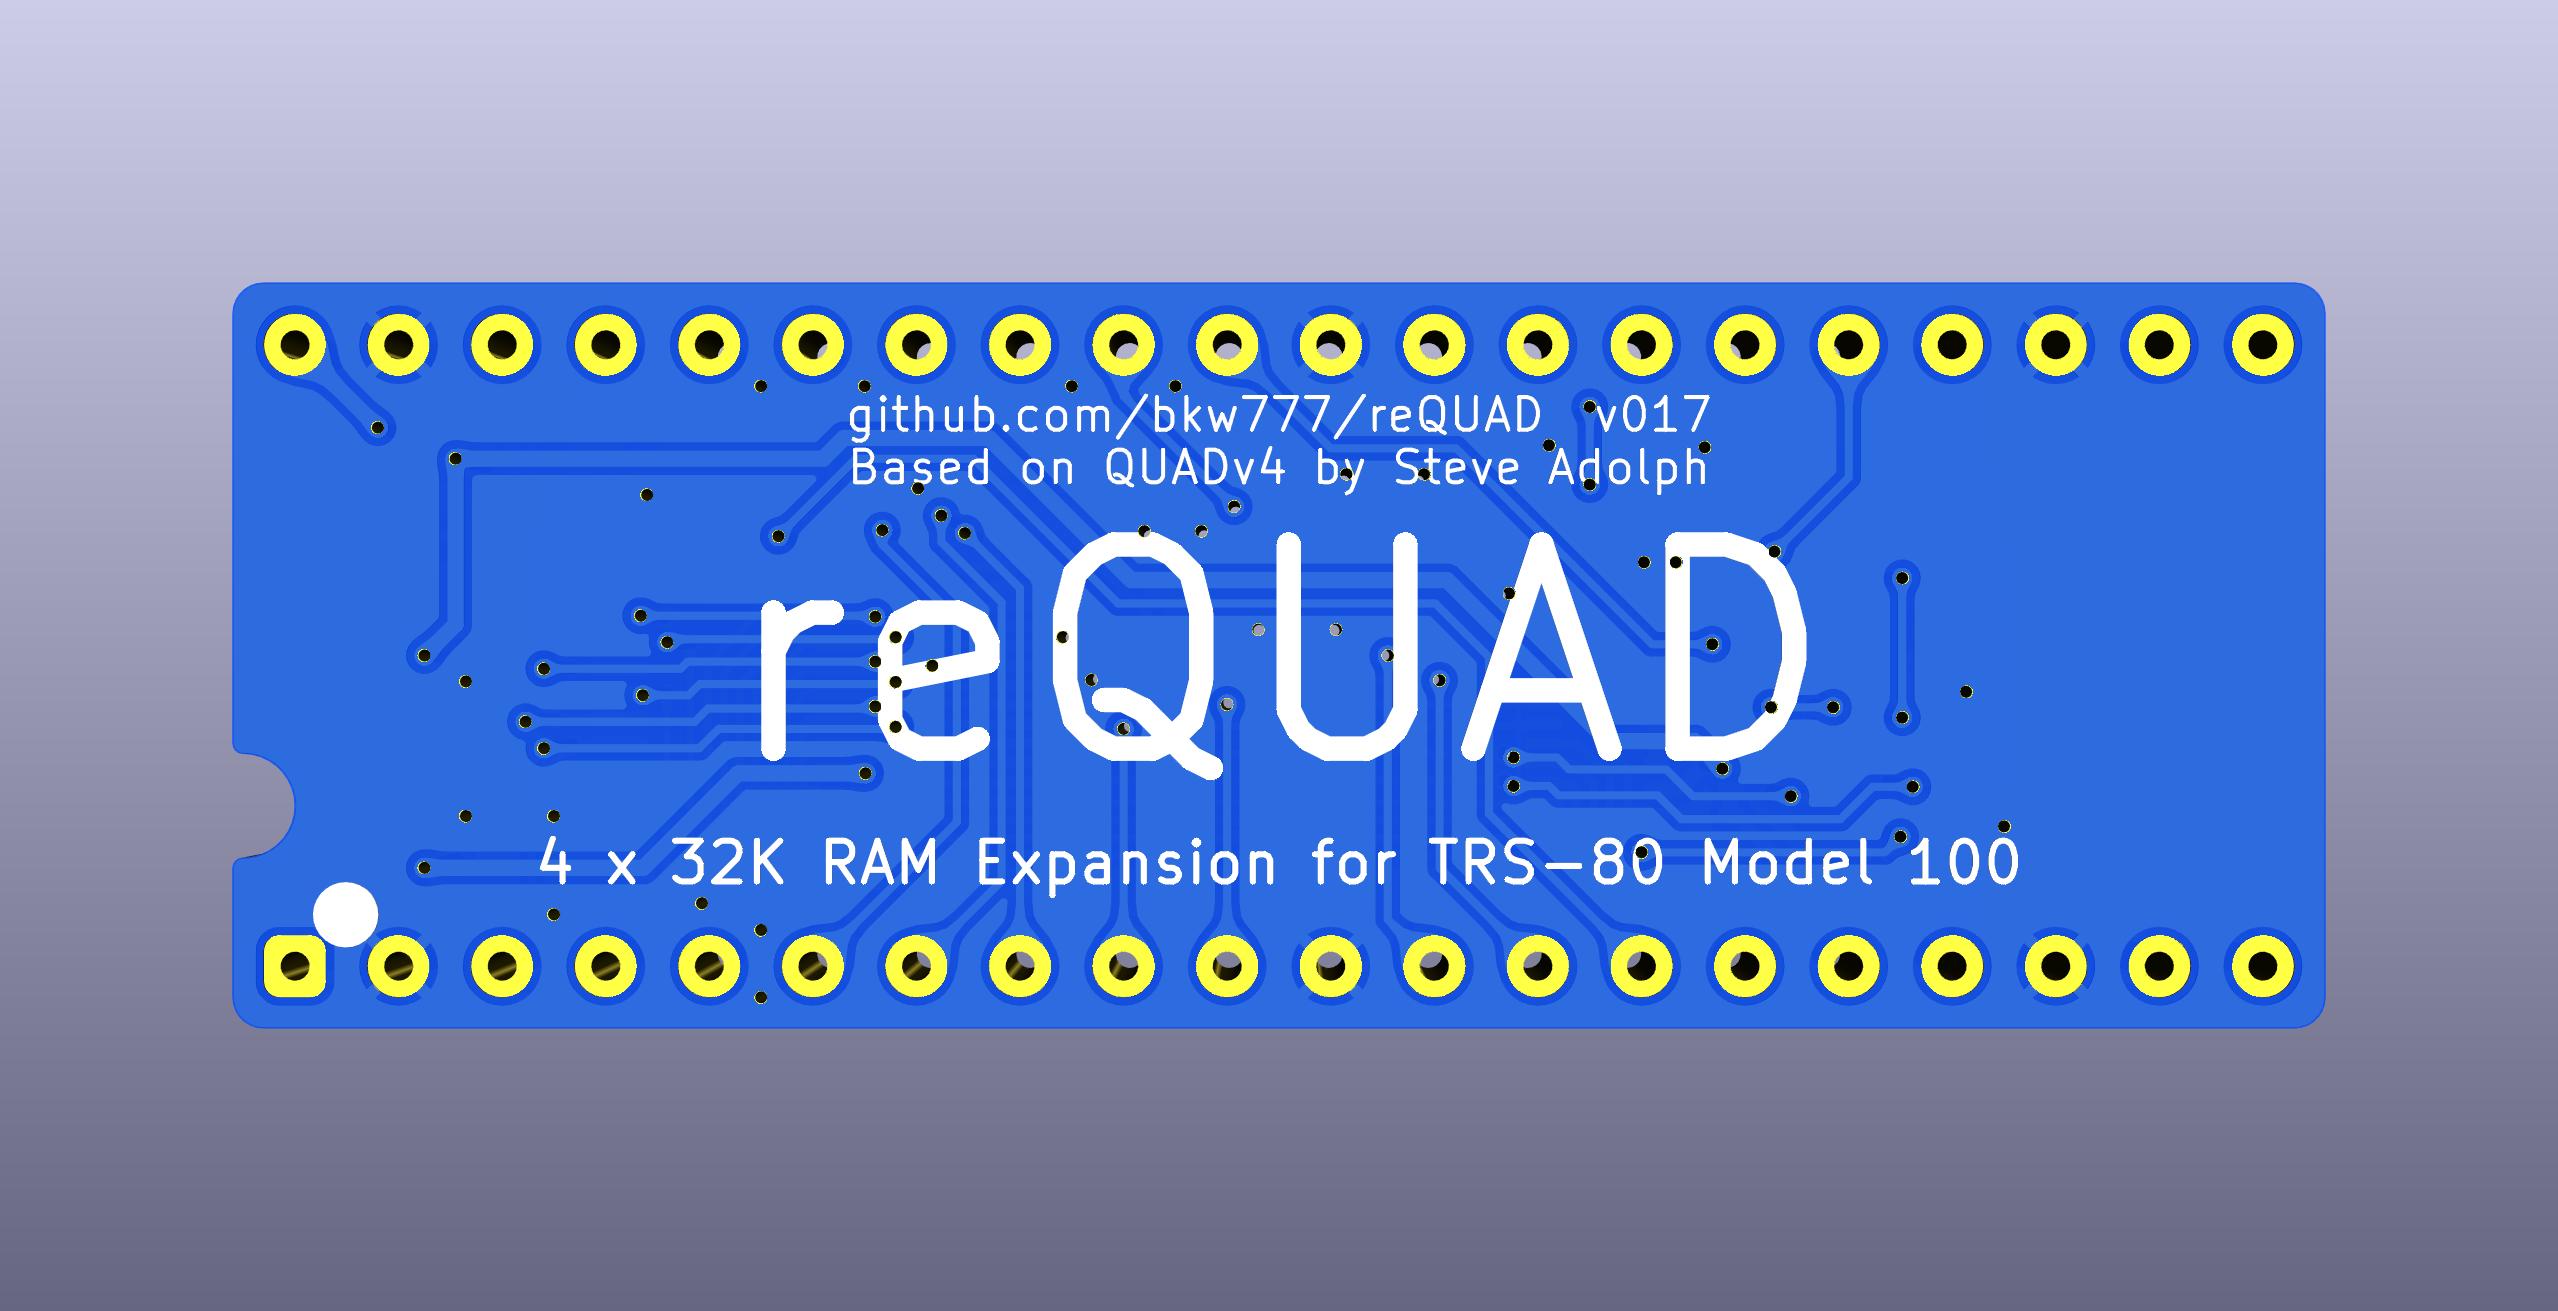 github.com/bkw777/reQUAD v017
Based on QUADv4 by Steve Adolph
reQUAD
4 x 32K RAM Expansion for TRS-80 Model 100